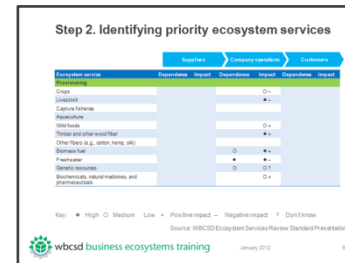 Step 2. Identifying priority ecosystem services
Suppliers Company operations Customers
Ecosystem service Dependence Impact Dependence Impact Dependence Impact
Provisioning
Crops ○ –
Livestock ● –
Capture fisheries
Aquaculture
Wild foods ○ +
Timber and other wood fiber ● +
Other fibers (e.g., cotton, hemp, silk)
Biomass fuel ○ ● +
Freshwater ● ● –
Genetic resources ○ ○ ?
Biochemicals, natural medicines, and
pharmaceuticals ○ +
Key: ● High ○ Medium Low + Positive impact – Negative impact ? Don't know
Source: WBCSD Ecosystem Services Review Standard Presentation
wbcsd business ecosystems training January 2012